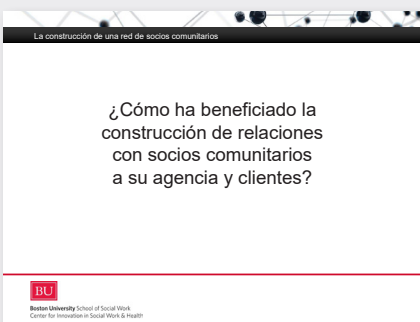 La construcción de una red de socios comunitarios
¿Cómo ha beneficiado la
construcción de relaciones
con socios comunitarios
a su agencia y clientes?
BU
Boston University School of Social Work
Center for Innovation in Social Work & Health